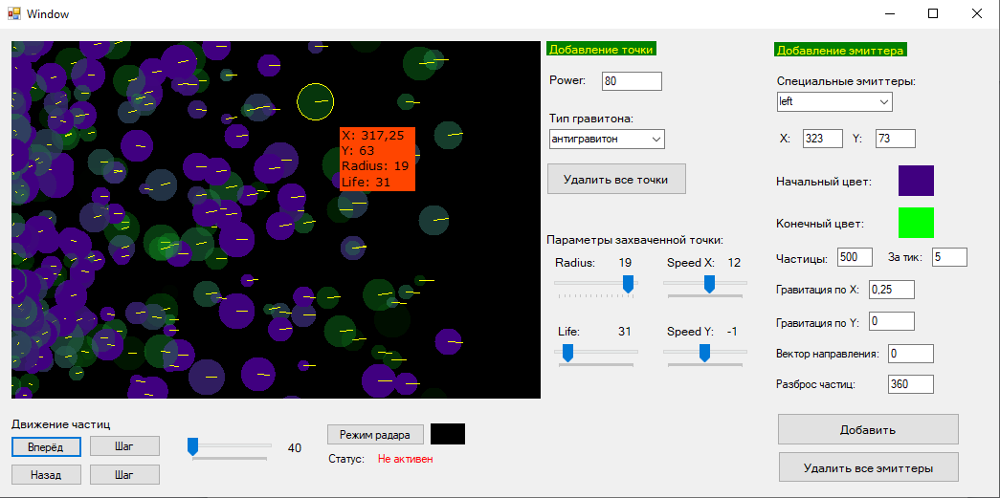 Window
X: 317,25
Y: 63
Radius: 19
Life: 31
Добавление точки
Power: 80
Тип гравитона:
антигравитон
Удалить все точки
Параметры захваченной точки:
Radius: 19 Speed X: 12
Life: 31 Speed Y: -1
Добавление эмиттера
Специальные эмиттеры:
left
X: 323 Y: 73
Начальный цвет:
Конечный цвет:
Частицы: 500 За тик: 5
Гравитация по X: 0,25
Гравитация по Y: 0
Вектор направления: 0
Разброс частиц: 360
Добавить
Удалить все эмиттеры
Движение частиц
Вперёд Шаг
Назад Шаг
40
Режим радара
Статус: Не активен